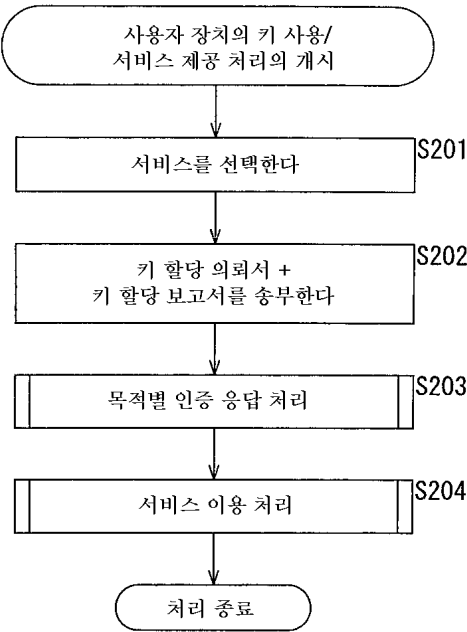 사용자 장치의 키 사용/
서비스 제공 처리의 개시
서비스를 선택한다
S201
키 할당 의뢰서 +
키 할당 보고서를 송부한다
S202
목적별 인증 응답 처리
S203
서비스 이용 처리
S204
처리 종료